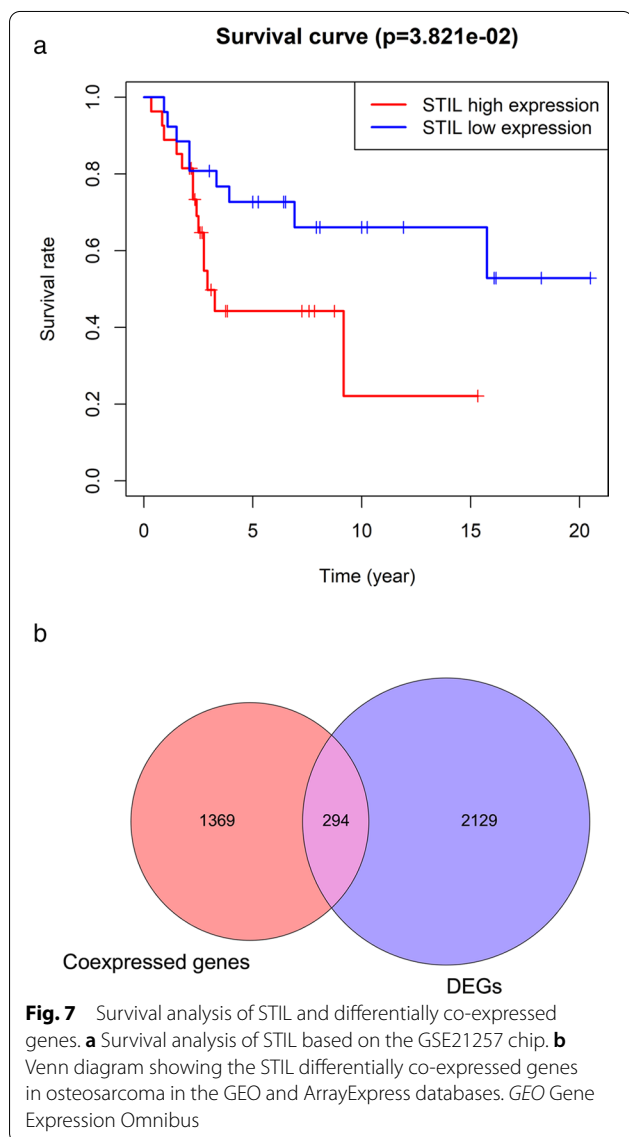 a
Survival curve (p=3.821e-02)
STIL high expression
STIL low expression
Survival rate
1.0
0.8
0.6
0.4
0.2
0.0
0 5 10 15 20
Time (year)
b
1369 294 2129
Coexpressed genes
DEGs
Fig. 7 Survival analysis of STIL and differentially co-expressed
genes. a Survival analysis of STIL based on the GSE21257 chip. b
Venn diagram showing the STIL differentially co-expressed genes
in osteosarcoma in the GEO and ArrayExpress databases. GEO Gene
Expression Omnibus